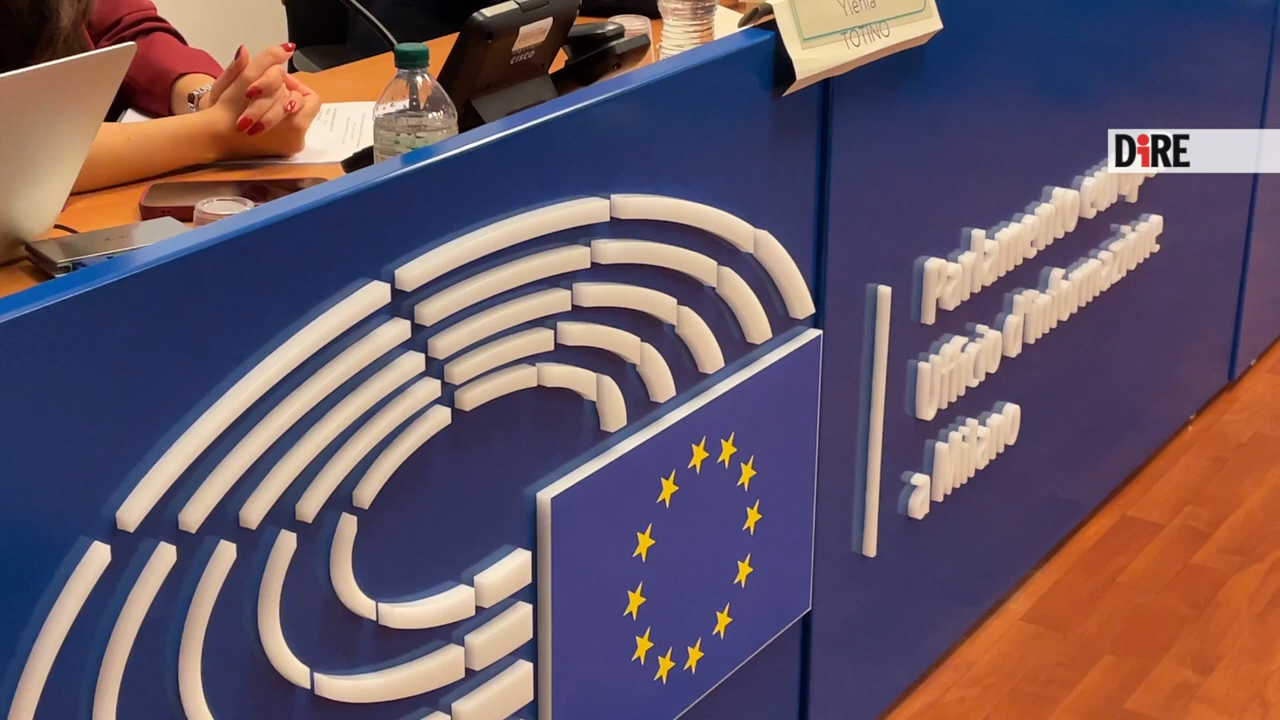 Ylenia
TOTINO
CISCO
DiRE
Parlamento europeo
Ufficio d'informazione
a Milano